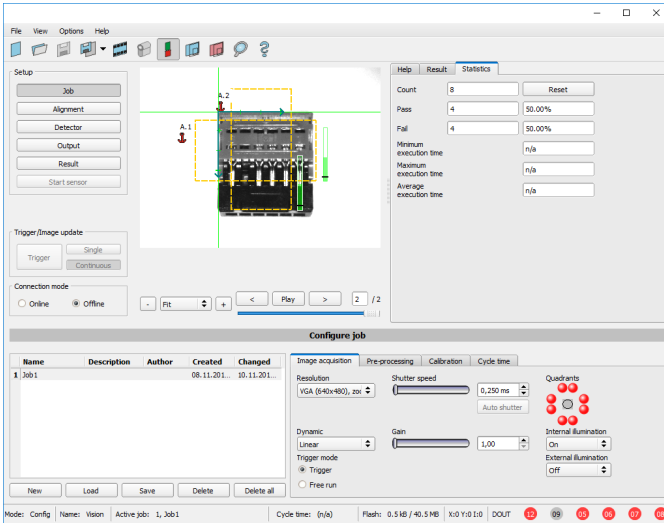 File View Options Help
Setup
Job
Alignment
Detector
Output
Result
Start sensor
A.2
A.1
Help Result Statistics
Count 8 Reset
Pass 4 50.00%
Fail 4 50.00%
Minimum
execution time n/a
Maximum
execution time n/a
Average
execution time n/a
Trigger/Image update
Trigger Single
Continuous
Connection mode
Online Offline
- Fit + < Play > 2 /2
Configure job
Name Description Author Created Changed
1 Job1 08.11.201... 10.11.201...
New Load Save Delete Delete all
Image acquisition Pre-processing Calibration Cycle time
Resolution Shutter speed Quadrants
VGA (640x480), zoc 0,250 ms
Auto shutter
Dynamic Gain Internal illumination
Linear 1,00 On
Trigger mode External illumination
Trigger Off
Free run
Mode: Config Name: Vision Active job: 1, Job1 Cycle time: (n/a) Flash: 0.5 kB / 40.5 MB X:0 Y:0 I:0 DOUT 12 09 05 06 07 08